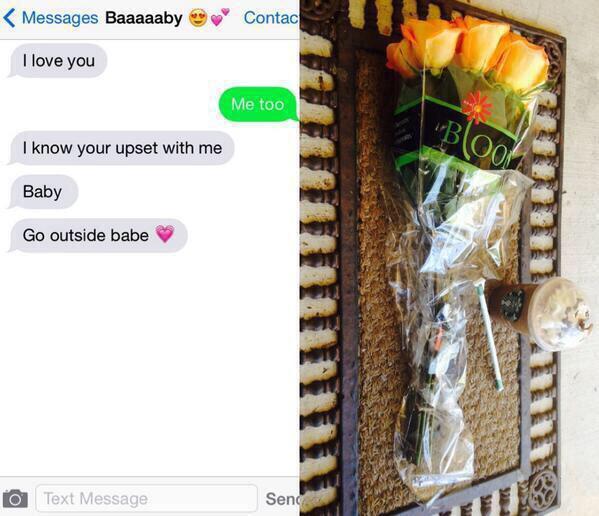 Messages Baaaaaby 😍💕 Contac
I love you
Me too
I know your upset with me
Baby
Go outside babe 💗
Text Message
Send
BLOO